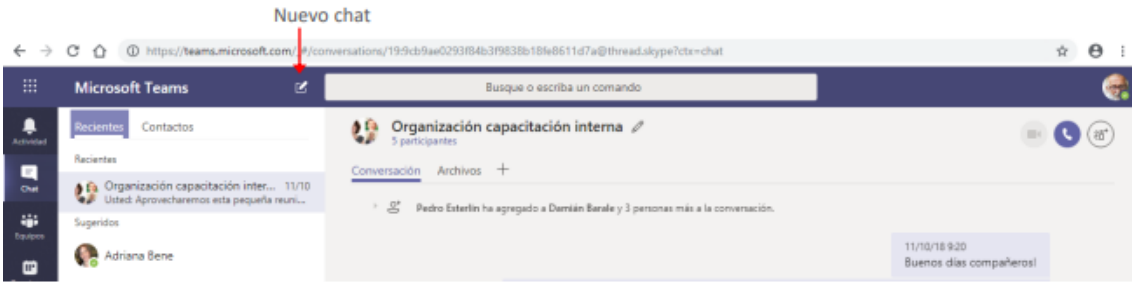 Nuevo chat
https://teams.microsoft.com/_#/conversations/19:9cb9ae0293f84b3f9838b18fe8611d7a@thread.skype?ctx=chat
Microsoft Teams
Busque o escriba un comando
Actividad
Chat
Equipos
Recientes Contactos
Recientes
Organización capacitación inter... 11/10
Usted: Aprovecharemos esta pequeña reuni...
Sugeridos
Adriana Bene
Organización capacitación interna
5 participantes
Conversación Archivos
Pedro Esterlin ha agregado a Damián Barale y 3 personas más a la conversación.
11/10/18 9:20
Buenos días compañeros!